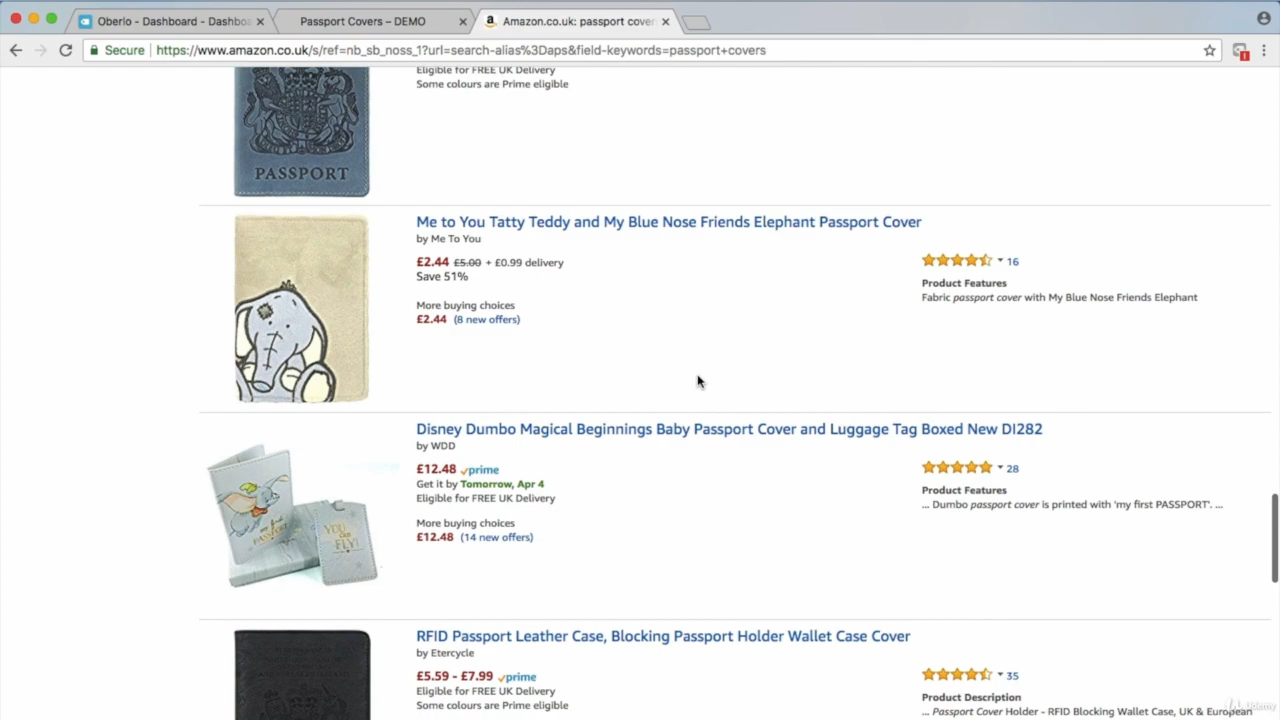 Oberlo - Dashboard - Dashboa
Passport Covers – DEMO
Amazon.co.uk: passport cover
Secure
https://www.amazon.co.uk/s/ref=nb_sb_noss_1?url=search-alias%3Daps&field-keywords=passport+covers
Eligible for FREE UK Delivery
Some colours are Prime eligible
PASSPORT
Me to You Tatty Teddy and My Blue Nose Friends Elephant Passport Cover
by Me To You
£2.44 £5.00 + £0.99 delivery
Save 51%
More buying choices
£2.44 (8 new offers)
16
Product Features
Fabric passport cover with My Blue Nose Friends Elephant
Disney Dumbo Magical Beginnings Baby Passport Cover and Luggage Tag Boxed New DI282
by WDD
£12.48 prime
Get it by Tomorrow, Apr 4
Eligible for FREE UK Delivery
More buying choices
£12.48 (14 new offers)
28
Product Features
... Dumbo passport cover is printed with 'my first PASSPORT'. ...
my first
PASSPORT
YOU
CAN
FLY!
RFID Passport Leather Case, Blocking Passport Holder Wallet Case Cover
by Etercycle
£5.59 - £7.99 prime
Eligible for FREE UK Delivery
Some colours are Prime eligible
35
Product Description
... Passport Cover Holder - RFID Blocking Wallet Case, UK & European
Udemy